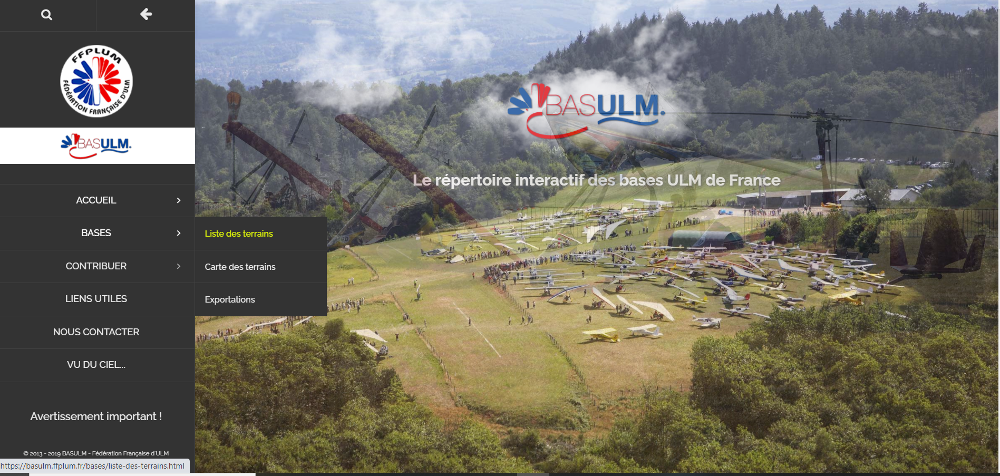 FFPLUM
FÉDÉRATION FRANÇAISE D'ULM
BASULM.
ACCUEIL
BASES
CONTRIBUER
LIENS UTILES
NOUS CONTACTER
VU DU CIEL...
Avertissement important !
© 2013 - 2019 BASULM - Fédération Française d'ULM
https://basulm.ffplum.fr/bases/liste-des-terrains.html
Liste des terrains
Carte des terrains
Exportations
BASULM.
Le répertoire interactif des bases ULM de France